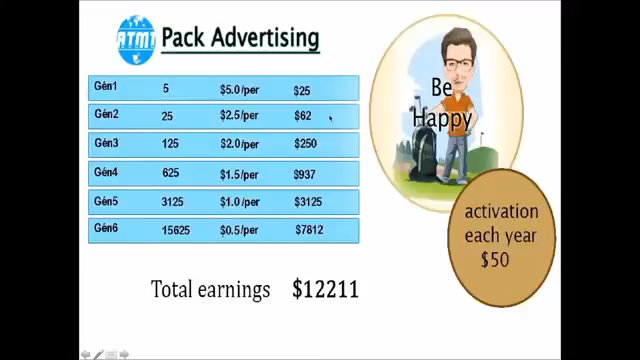 ATMT
Pack Advertising
Gén1 5 $5.0/per $25
Gén2 25 $2.5/per $62
Gén3 125 $2.0/per $250
Gén4 625 $1.5/per $937
Gén5 3125 $1.0/per $3125
Gén6 15625 $0.5/per $7812
Total earnings $12211
Be
Happy
activation
each year
$50